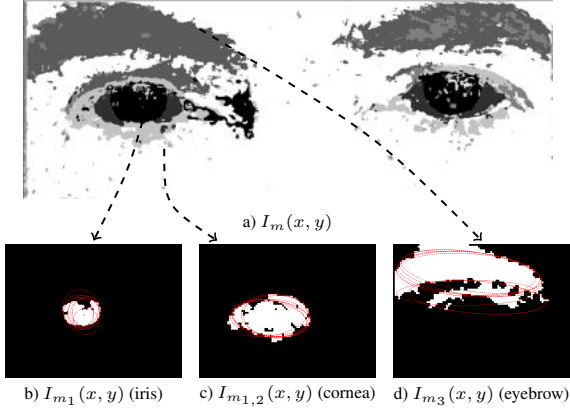 a) I_m(x, y)
b) I_{m_1}(x, y) (iris)
c) I_{m_{1,2}}(x, y) (cornea)
d) I_{m_3}(x, y) (eyebrow)